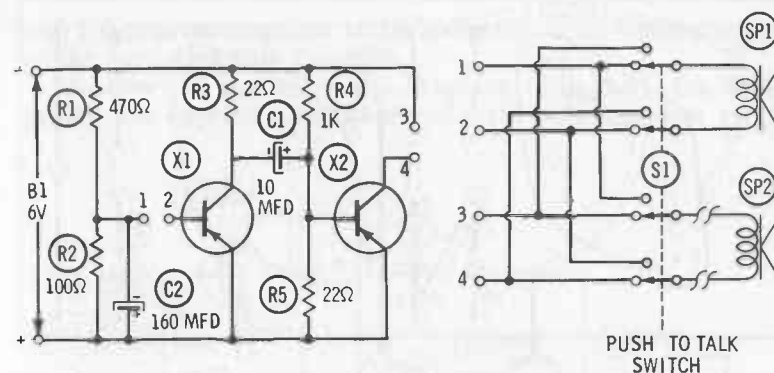 -
R1
470Ω
R3
22Ω
R4
1K
C1
10
MFD
X1
X2
3
4
B1
6V
1
2
R2
100Ω
C2
160 MFD
R5
22Ω
+
1
2
3
4
SP1
SP2
S1
PUSH TO TALK
SWITCH